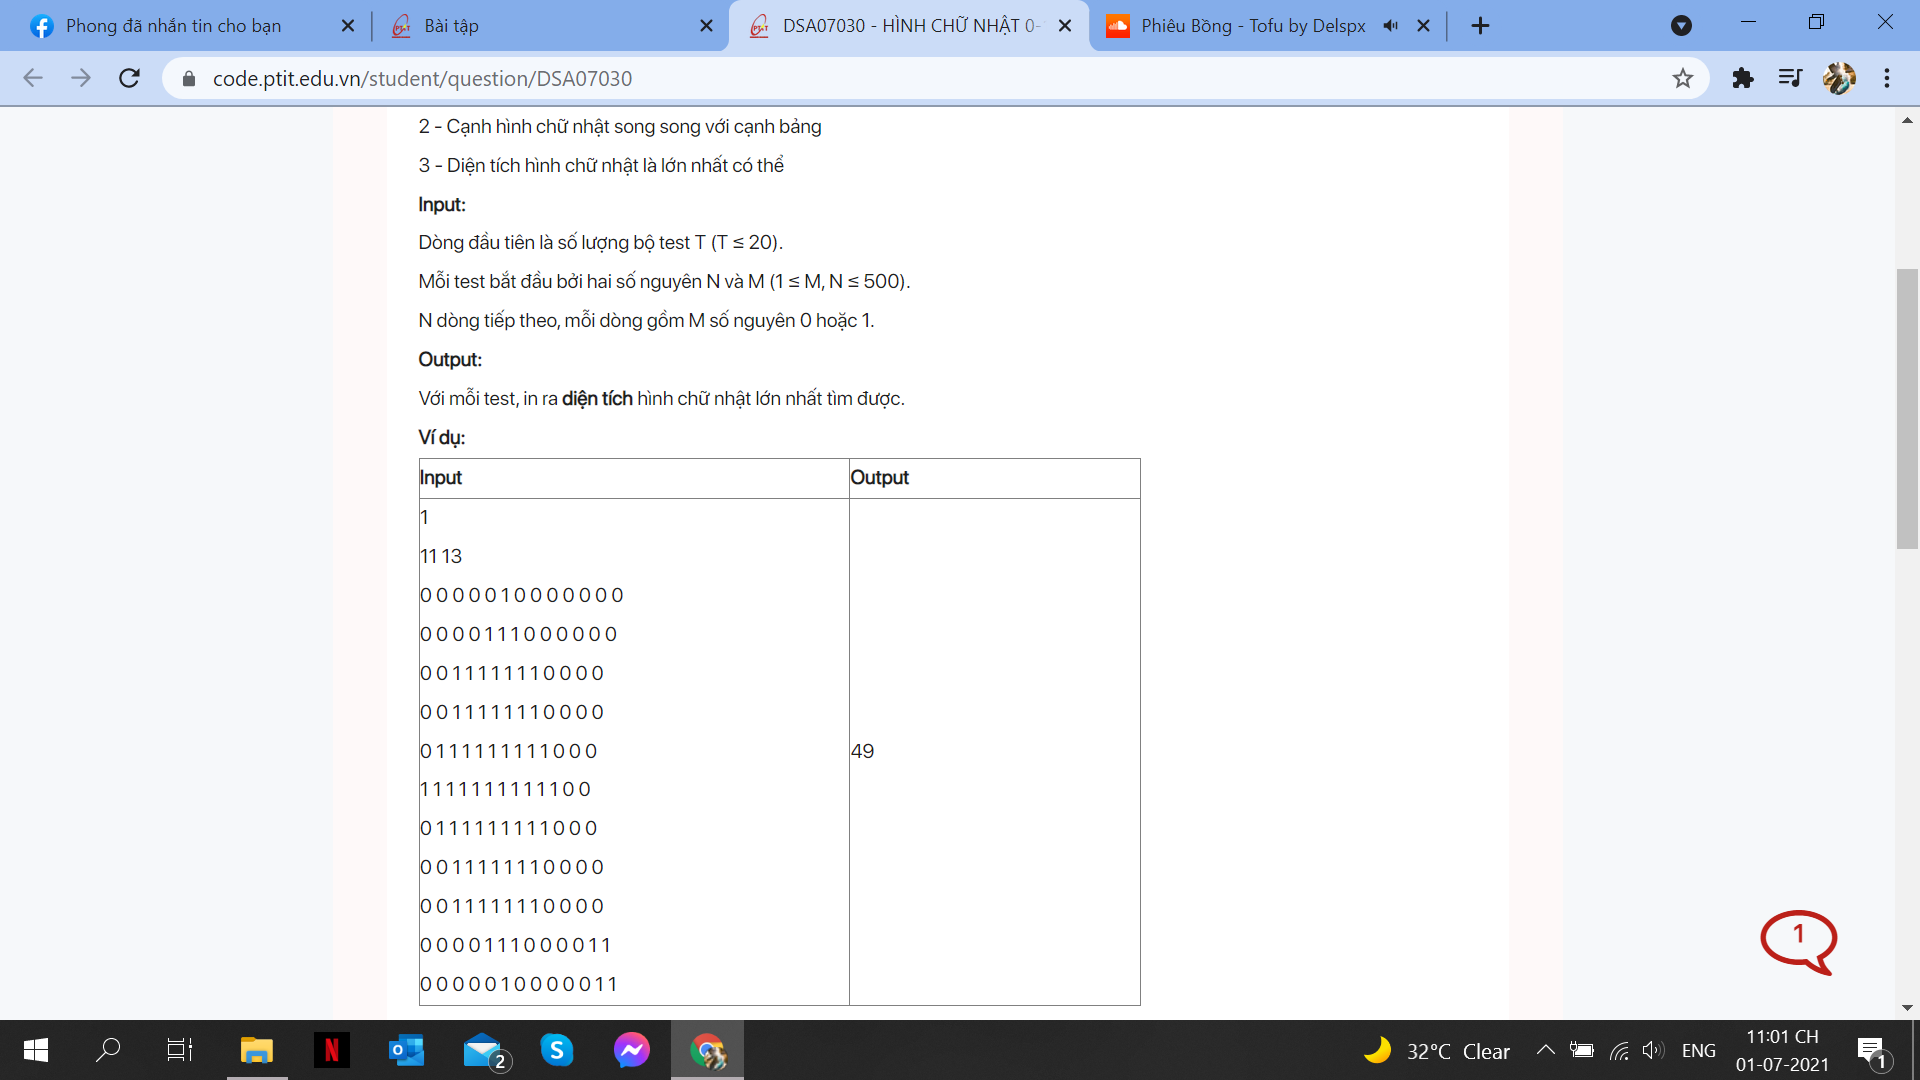 Phong đã nhắn tin cho bạn
Bài tập
DSA07030 - HÌNH CHỮ NHẬT 0-
Phiêu Bồng - Tofu by Delspx
code.ptit.edu.vn/student/question/DSA07030
2 - Cạnh hình chữ nhật song song với cạnh bảng
3 - Diện tích hình chữ nhật là lớn nhất có thể
Input:
Dòng đầu tiên là số lượng bộ test T (T ≤ 20).
Mỗi test bắt đầu bởi hai số nguyên N và M (1 ≤ M, N ≤ 500).
N dòng tiếp theo, mỗi dòng gồm M số nguyên 0 hoặc 1.
Output:
Với mỗi test, in ra diện tích hình chữ nhật lớn nhất tìm được.
Ví dụ:
Input Output
1
11 13
0 0 0 0 0 1 0 0 0 0 0 0 0
0 0 0 0 1 1 1 0 0 0 0 0 0
0 0 1 1 1 1 1 1 1 0 0 0 0
0 0 1 1 1 1 1 1 1 0 0 0 0
0 1 1 1 1 1 1 1 1 1 0 0 0
49
1 1 1 1 1 1 1 1 1 1 1 0 0
0 1 1 1 1 1 1 1 1 1 0 0 0
0 0 1 1 1 1 1 1 1 0 0 0 0
0 0 1 1 1 1 1 1 1 0 0 0 0
0 0 0 0 1 1 1 0 0 0 0 1 1
0 0 0 0 0 1 0 0 0 0 0 1 1
1
2
32°C Clear
ENG
11:01 CH
01-07-2021
1